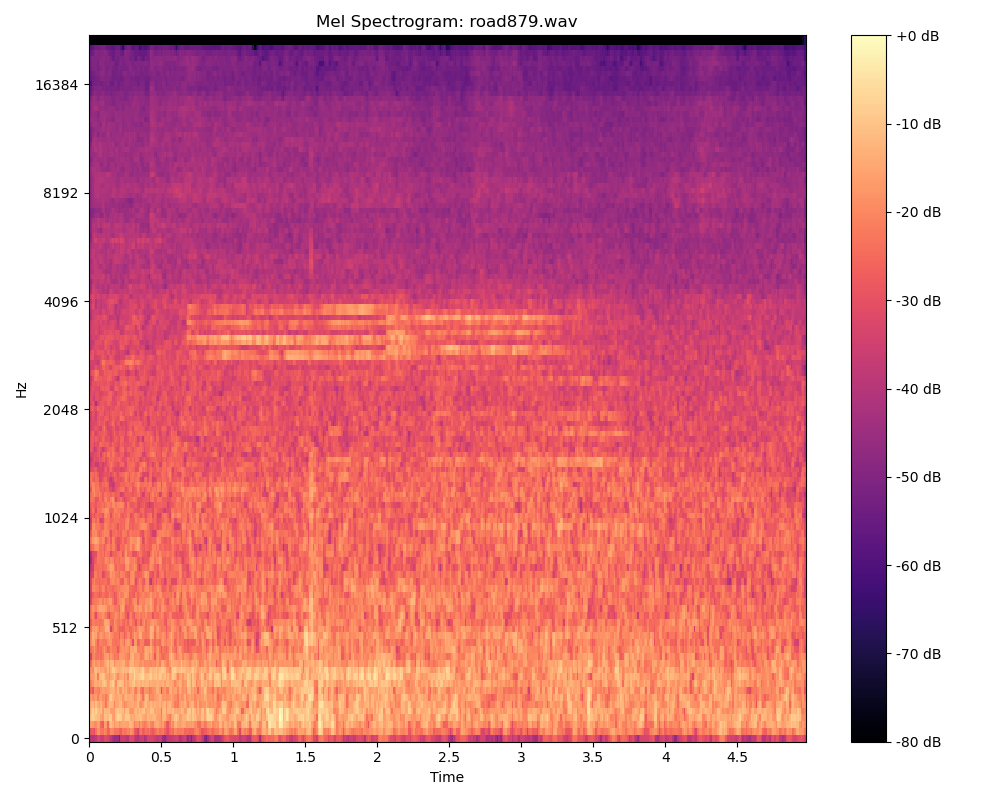 Mel Spectrogram: road879.wav
+0 dB
16384
-10 dB
8192
-20 dB
4096
-30 dB
Hz
2048
-40 dB
1024
-50 dB
512
-60 dB
0
-70 dB
-80 dB
0 0.5 1 1.5 2 2.5 3 3.5 4 4.5
Time